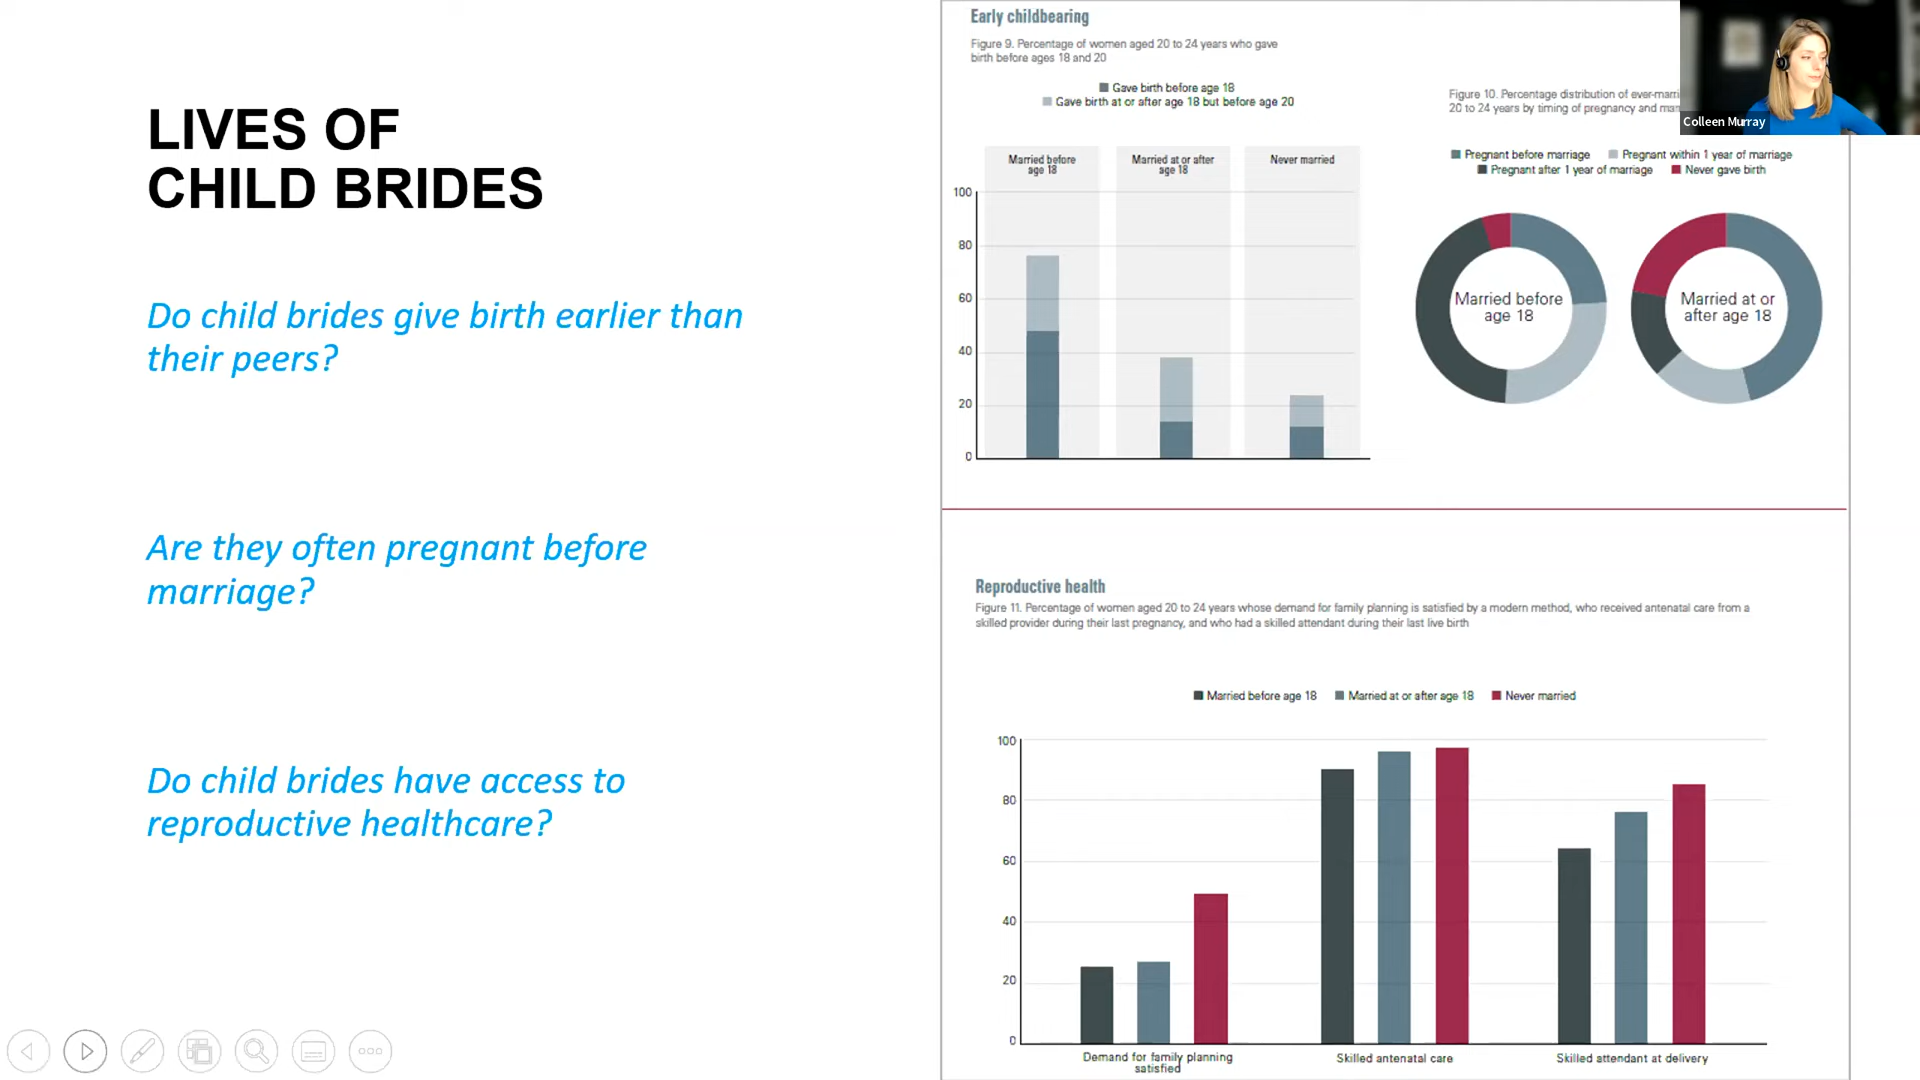 LIVES OF
CHILD BRIDES
Do child brides give birth earlier than
their peers?
Are they often pregnant before
marriage?
Do child brides have access to
reproductive healthcare?
Early childbearing
Figure 9. Percentage of women aged 20 to 24 years who gave
birth before ages 18 and 20
Gave birth before age 18
Gave birth at or after age 18 but before age 20
Married before
age 18
Married at or after
age 18
Never married
100
80
60
40
20
0
Figure 10. Percentage distribution of
20 to 24 years by timing of pregnancy and
Pregnant before marriage
Pregnant within 1 year of marriage
Pregnant after 1 year of marriage
Never gave birth
Married before
age 18
Married at or
after age 18
Colleen Murray
Reproductive health
Figure 11. Percentage of women aged 20 to 24 years whose demand for family planning is satisfied by a modern method, who received antenatal care from a
skilled provider during their last pregnancy, and who had a skilled attendant during their last live birth
Married before age 18
Married at or after age 18
Never married
100
80
60
40
20
0
Demand for family planning
satisfied
Skilled antenatal care
Skilled attendant at delivery